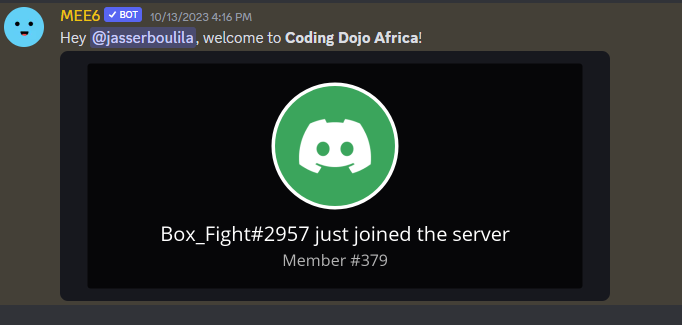 MEE6 ✓ BOT 10/13/2023 4:16 PM
Hey @jasserboulila, welcome to Coding Dojo Africa!
Box_Fight#2957 just joined the server
Member #379